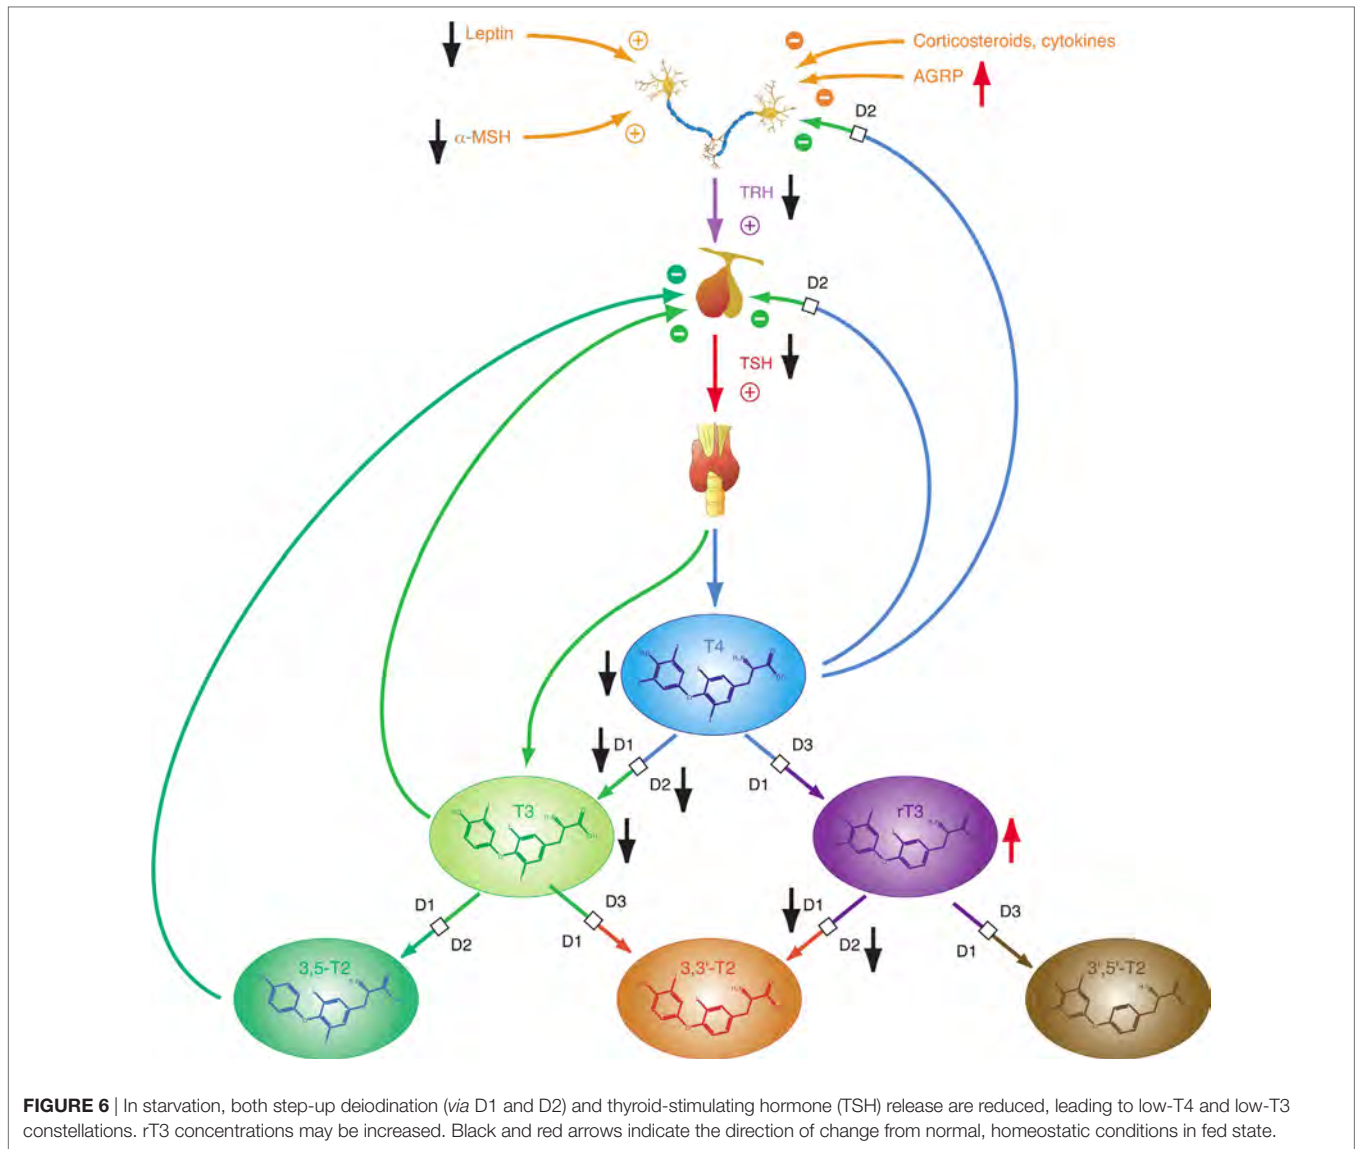 Leptin
Corticosteroids, cytokines
AGRP
D2
α-MSH
TRH
D2
TSH
T4
D1
D3
D2
D1
T3
rT3
D1
D3
D1
D3
D2
D1
D2
D1
3,5-T2
3,3'-T2
3',5'-T2
FIGURE 6 | In starvation, both step-up deiodination (via D1 and D2) and thyroid-stimulating hormone (TSH) release are reduced, leading to low-T4 and low-T3
constellations. rT3 concentrations may be increased. Black and red arrows indicate the direction of change from normal, homeostatic conditions in fed state.